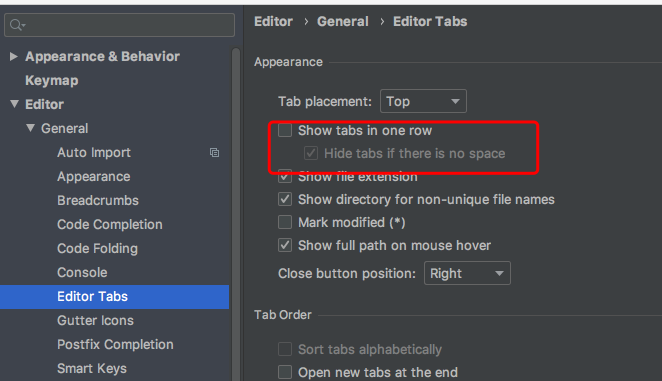 Editor › General › Editor Tabs
Appearance & Behavior
Keymap
Editor
General
Auto Import
Appearance
Breadcrumbs
Code Completion
Code Folding
Console
Editor Tabs
Gutter Icons
Postfix Completion
Smart Keys
Appearance
Tab placement: Top
Show tabs in one row
Hide tabs if there is no space
Show file extension
Show directory for non-unique file names
Mark modified (*)
Show full path on mouse hover
Close button position: Right
Tab Order
Sort tabs alphabetically
Open new tabs at the end